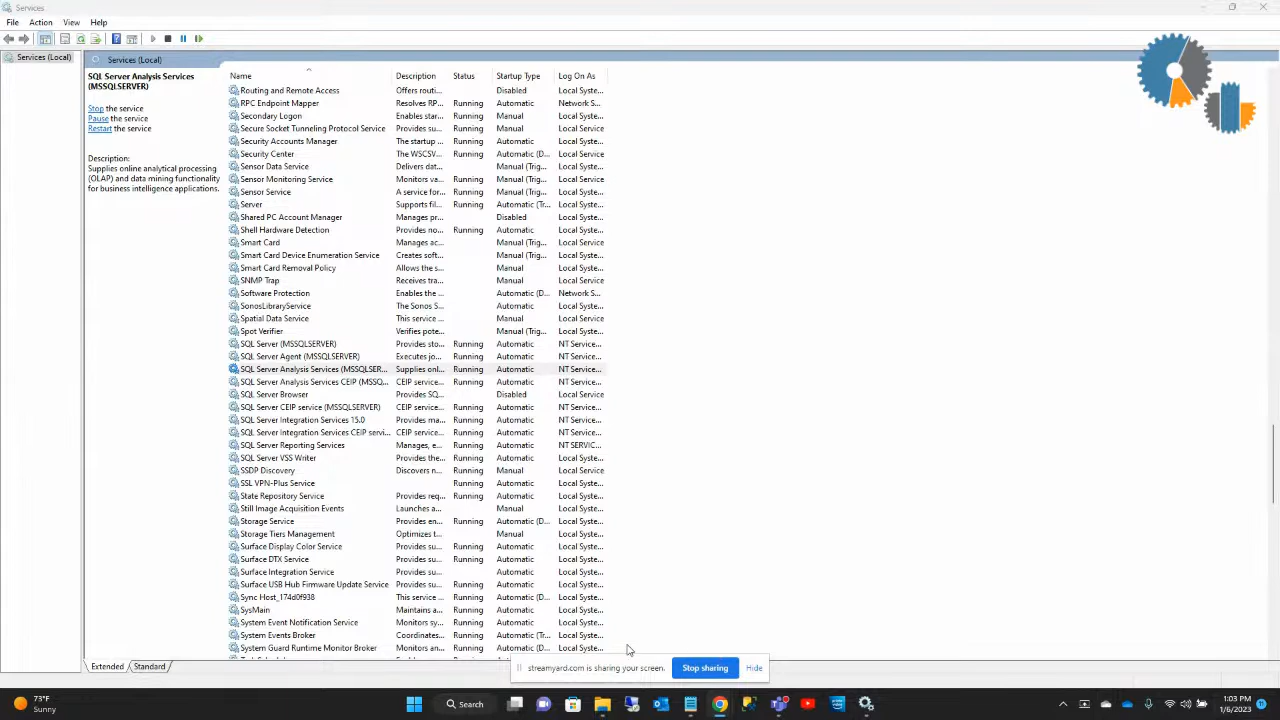 Services
File Action View Help
Services (Local)
Services (Local)
SQL Server Analysis Services (MSSQLSERVER)
Stop the service
Pause the service
Restart the service
Description:
Supplies online analytical processing (OLAP) and data mining functionality for business intelligence applications.
Name Description Status Startup Type Log On As
Routing and Remote Access Offers routi... Disabled Local Syste...
RPC Endpoint Mapper Resolves RP... Running Automatic Network S...
Secondary Logon Enables star... Running Manual Local Syste...
Secure Socket Tunneling Protocol Service Provides su... Running Manual Local Service
Security Accounts Manager The startup ... Running Automatic Local Syste...
Security Center The WSCSV... Running Automatic (D... Local Service
Sensor Data Service Delivers dat... Manual (Trig... Local Syste...
Sensor Monitoring Service Monitors va... Running Manual (Trig... Local Service
Sensor Service A service for... Running Manual (Trig... Local Syste...
Server Supports fil... Running Automatic (Tr... Local Syste...
Shared PC Account Manager Manages pr... Disabled Local Syste...
Shell Hardware Detection Provides no... Running Automatic Local Syste...
Smart Card Manages ac... Manual (Trig... Local Service
Smart Card Device Enumeration Service Creates soft... Manual (Trig... Local Syste...
Smart Card Removal Policy Allows the s... Manual Local Syste...
SNMP Trap Receives tra... Manual Local Service
Software Protection Enables the ... Automatic (D... Network S...
SonosLibraryService The Sonos S... Automatic Local Syste...
Spatial Data Service This service ... Manual Local Service
Spot Verifier Verifies pote... Manual (Trig... Local Syste...
SQL Server (MSSQLSERVER) Provides sto... Running Automatic NT Service...
SQL Server Agent (MSSQLSERVER) Executes jo... Running Automatic NT Service...
SQL Server Analysis Services (MSSQLSER... Supplies onl... Running Automatic NT Service...
SQL Server Analysis Services CEIP (MSSQ... CEIP service... Running Automatic NT Service...
SQL Server Browser Provides SQ... Disabled Local Service
SQL Server CEIP service (MSSQLSERVER) CEIP service... Running Automatic NT Service...
SQL Server Integration Services 15.0 Provides ma... Running Automatic NT Service...
SQL Server Integration Services CEIP servi... CEIP service... Running Automatic NT Service...
SQL Server Reporting Services Manages, e... Running Automatic NT SERVIC...
SQL Server VSS Writer Provides the... Running Automatic Local Syste...
SSDP Discovery Discovers n... Running Manual Local Service
SSL VPN-Plus Service Running Automatic Local Syste...
State Repository Service Provides req... Running Automatic Local Syste...
Still Image Acquisition Events Launches a... Manual Local Syste...
Storage Service Provides en... Running Automatic (D... Local Syste...
Storage Tiers Management Optimizes t... Manual Local Syste...
Surface Display Color Service Provides su... Running Automatic Local Syste...
Surface DTX Service Provides su... Running Automatic Local Syste...
Surface Integration Service Provides su... Automatic Local Syste...
Surface USB Hub Firmware Update Service Provides su... Running Automatic Local Syste...
Sync Host_174d0f938 This service ... Running Automatic (D... Local Syste...
SysMain Maintains a... Running Automatic Local Syste...
System Event Notification Service Monitors sy... Running Automatic Local Syste...
System Events Broker Coordinates... Running Automatic (Tr... Local Syste...
System Guard Runtime Monitor Broker Monitors an... Running Automatic (D... Local Syste...
Extended Standard
streamyard.com is sharing your screen. Stop sharing Hide
73°F
Sunny
Search
1:03 PM
1/6/2023